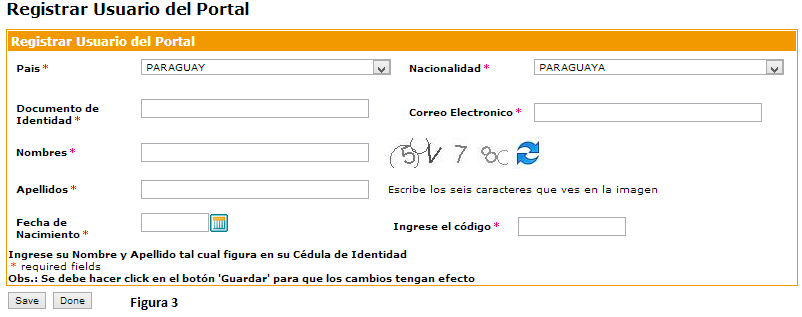 Registrar Usuario del Portal
Registrar Usuario del Portal
Pais * PARAGUAY Nacionalidad * PARAGUAYA
Documento de
Identidad * Correo Electronico *
Nombres *
Apellidos * Escribe los seis caracteres que ves en la imagen
Fecha de
Nacimiento * Ingrese el código *
Ingrese su Nombre y Apellido tal cual figura en su Cédula de Identidad
* required fields
Obs.: Se debe hacer click en el botón 'Guardar' para que los cambios tengan efecto
Save Done Figura 3